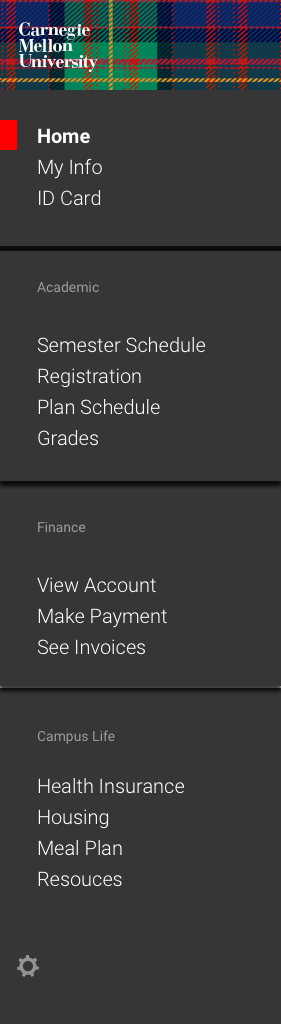 Carnegie
Mellon
University
Home
My Info
ID Card
Academic
Semester Schedule
Registration
Plan Schedule
Grades
Finance
View Account
Make Payment
See Invoices
Campus Life
Health Insurance
Housing
Meal Plan
Resouces